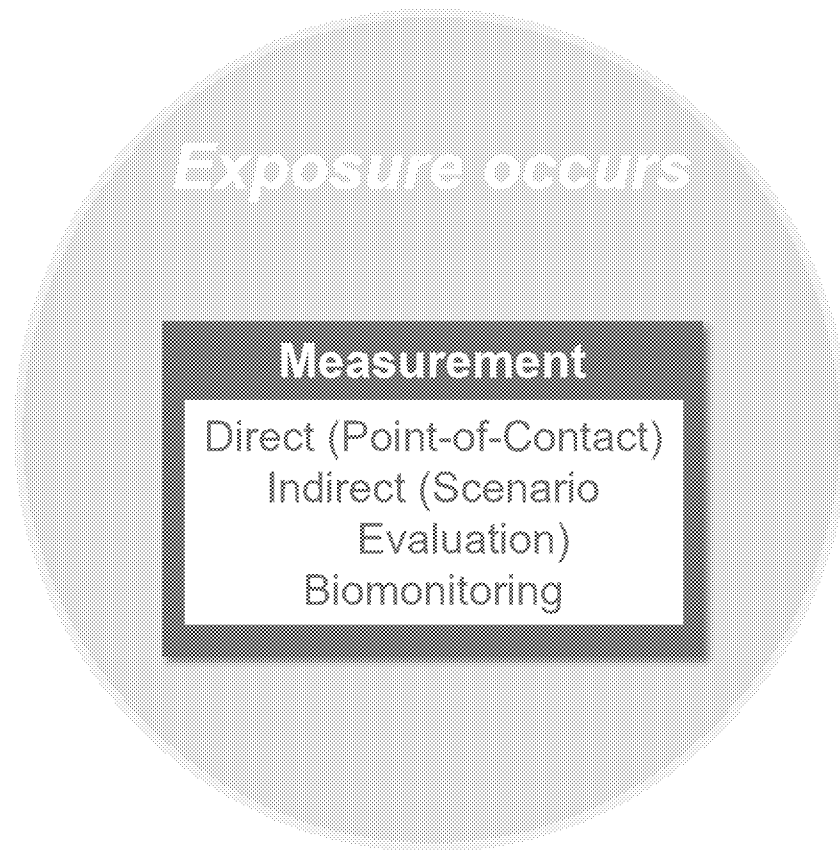 Exposure occurs
Measurement
Direct (Point-of-Contact)
Indirect (Scenario
Evaluation)
Biomonitoring